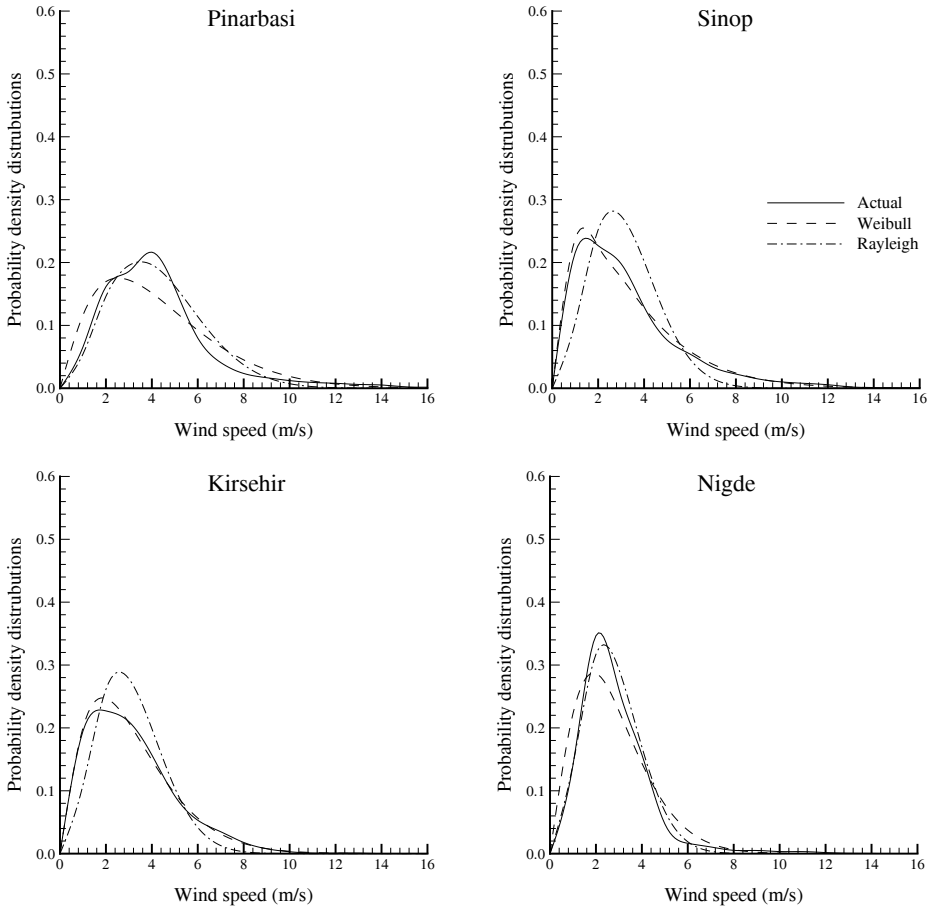 Pinarbasi
Probability density distrubutions
0.6
0.5
0.4
0.3
0.2
0.1
0.0
0 2 4 6 8 10 12 14 16
Wind speed (m/s)
Sinop
Probability density distrubutions
0.6
0.5
0.4
0.3
0.2
0.1
0.0
Actual
Weibull
Rayleigh
0 2 4 6 8 10 12 14 16
Wind speed (m/s)
Kirsehir
Probability density distrubutions
0.6
0.5
0.4
0.3
0.2
0.1
0.0
0 2 4 6 8 10 12 14 16
Wind speed (m/s)
Nigde
Probability density distrubutions
0.6
0.5
0.4
0.3
0.2
0.1
0.0
0 2 4 6 8 10 12 14 16
Wind speed (m/s)